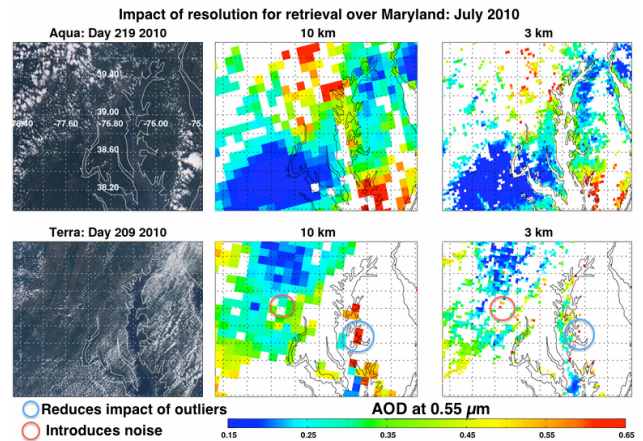 Impact of resolution for retrieval over Maryland: July 2010
Aqua: Day 219 2010
10 km
3 km
39.40
39.00
-78.40 -77.60 -76.80 -76.00 -75.
38.60
38.20
Terra: Day 209 2010
10 km
3 km
Reduces impact of outliers
Introduces noise
AOD at 0.55 µm
0.15 0.25 0.35 0.45 0.55 0.65